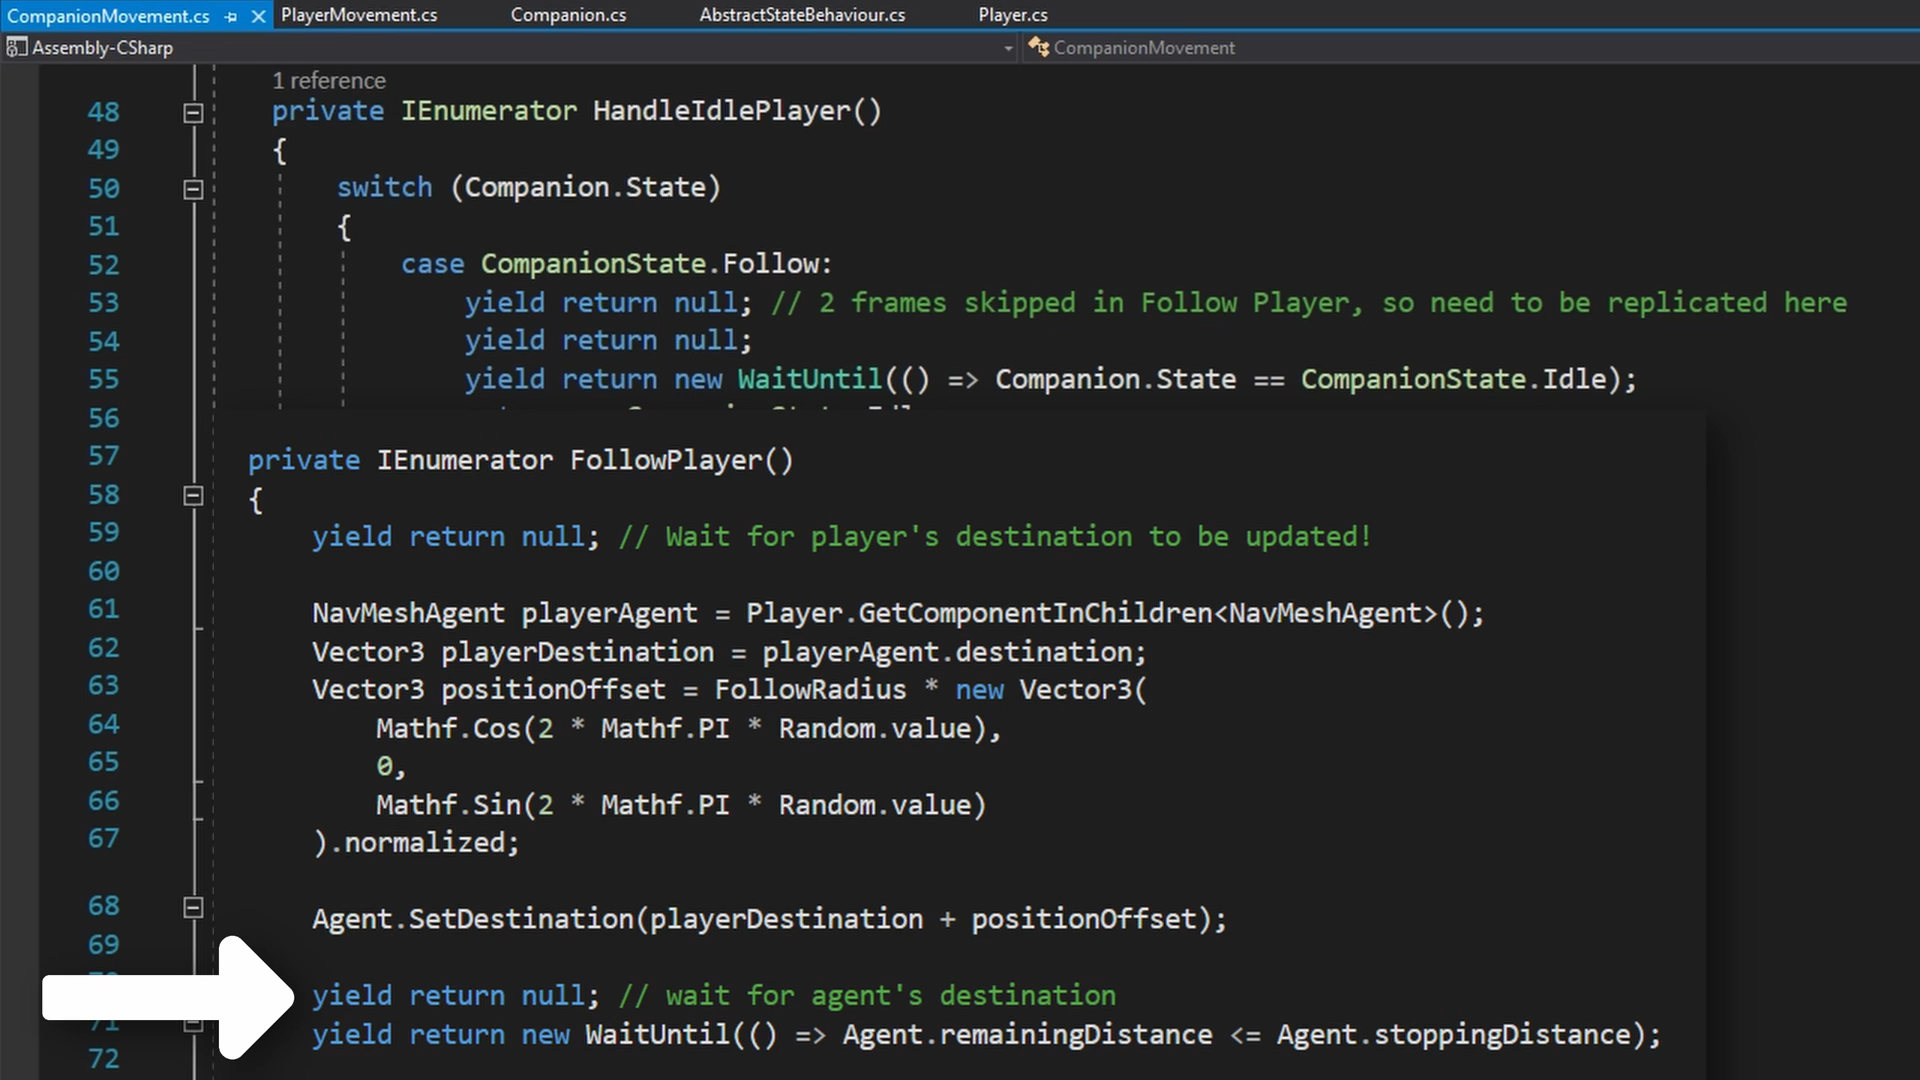 CompanionMovement.cs PlayerMovement.cs Companion.cs AbstractStateBehaviour.cs Player.cs
Assembly-CSharp CompanionMovement
1 reference
48 private IEnumerator HandleIdlePlayer()
49 {
50 switch (Companion.State)
51 {
52 case CompanionState.Follow:
53 yield return null; // 2 frames skipped in Follow Player, so need to be replicated here
54 yield return null;
55 yield return new WaitUntil(() => Companion.State == CompanionState.Idle);
56
57 private IEnumerator FollowPlayer()
58 {
59 yield return null; // Wait for player's destination to be updated!
60
61 NavMeshAgent playerAgent = Player.GetComponentInChildren<NavMeshAgent>();
62 Vector3 playerDestination = playerAgent.destination;
63 Vector3 positionOffset = FollowRadius * new Vector3(
64 Mathf.Cos(2 * Mathf.PI * Random.value),
65 0,
66 Mathf.Sin(2 * Mathf.PI * Random.value)
67 ).normalized;
68 Agent.SetDestination(playerDestination + positionOffset);
69
yield return null; // wait for agent's destination
71 yield return new WaitUntil(() => Agent.remainingDistance <= Agent.stoppingDistance);
72